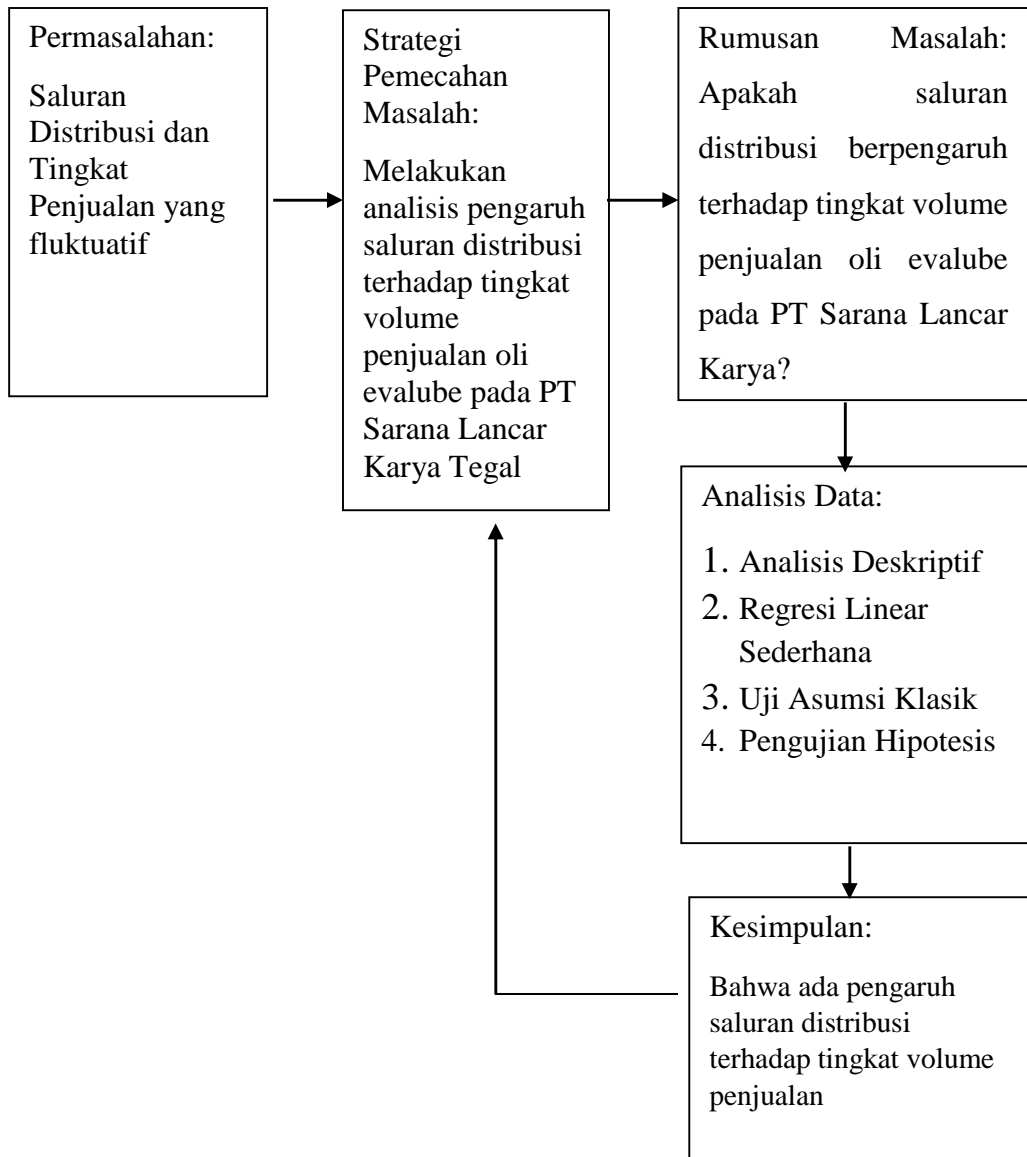 Permasalahan:
Saluran
Distribusi dan
Tingkat
Penjualan yang
fluktuatif
Strategi
Pemecahan
Masalah:
Melakukan
analisis pengaruh
saluran distribusi
terhadap tingkat
volume
penjualan oli
evalube pada PT
Sarana Lancar
Karya Tegal
Rumusan Masalah:
Apakah saluran
distribusi berpengaruh
terhadap tingkat volume
penjualan oli evalube
pada PT Sarana Lancar
Karya?
Analisis Data:
1. Analisis Deskriptif
2. Regresi Linear
Sederhana
3. Uji Asumsi Klasik
4. Pengujian Hipotesis
Kesimpulan:
Bahwa ada pengaruh
saluran distribusi
terhadap tingkat volume
penjualan